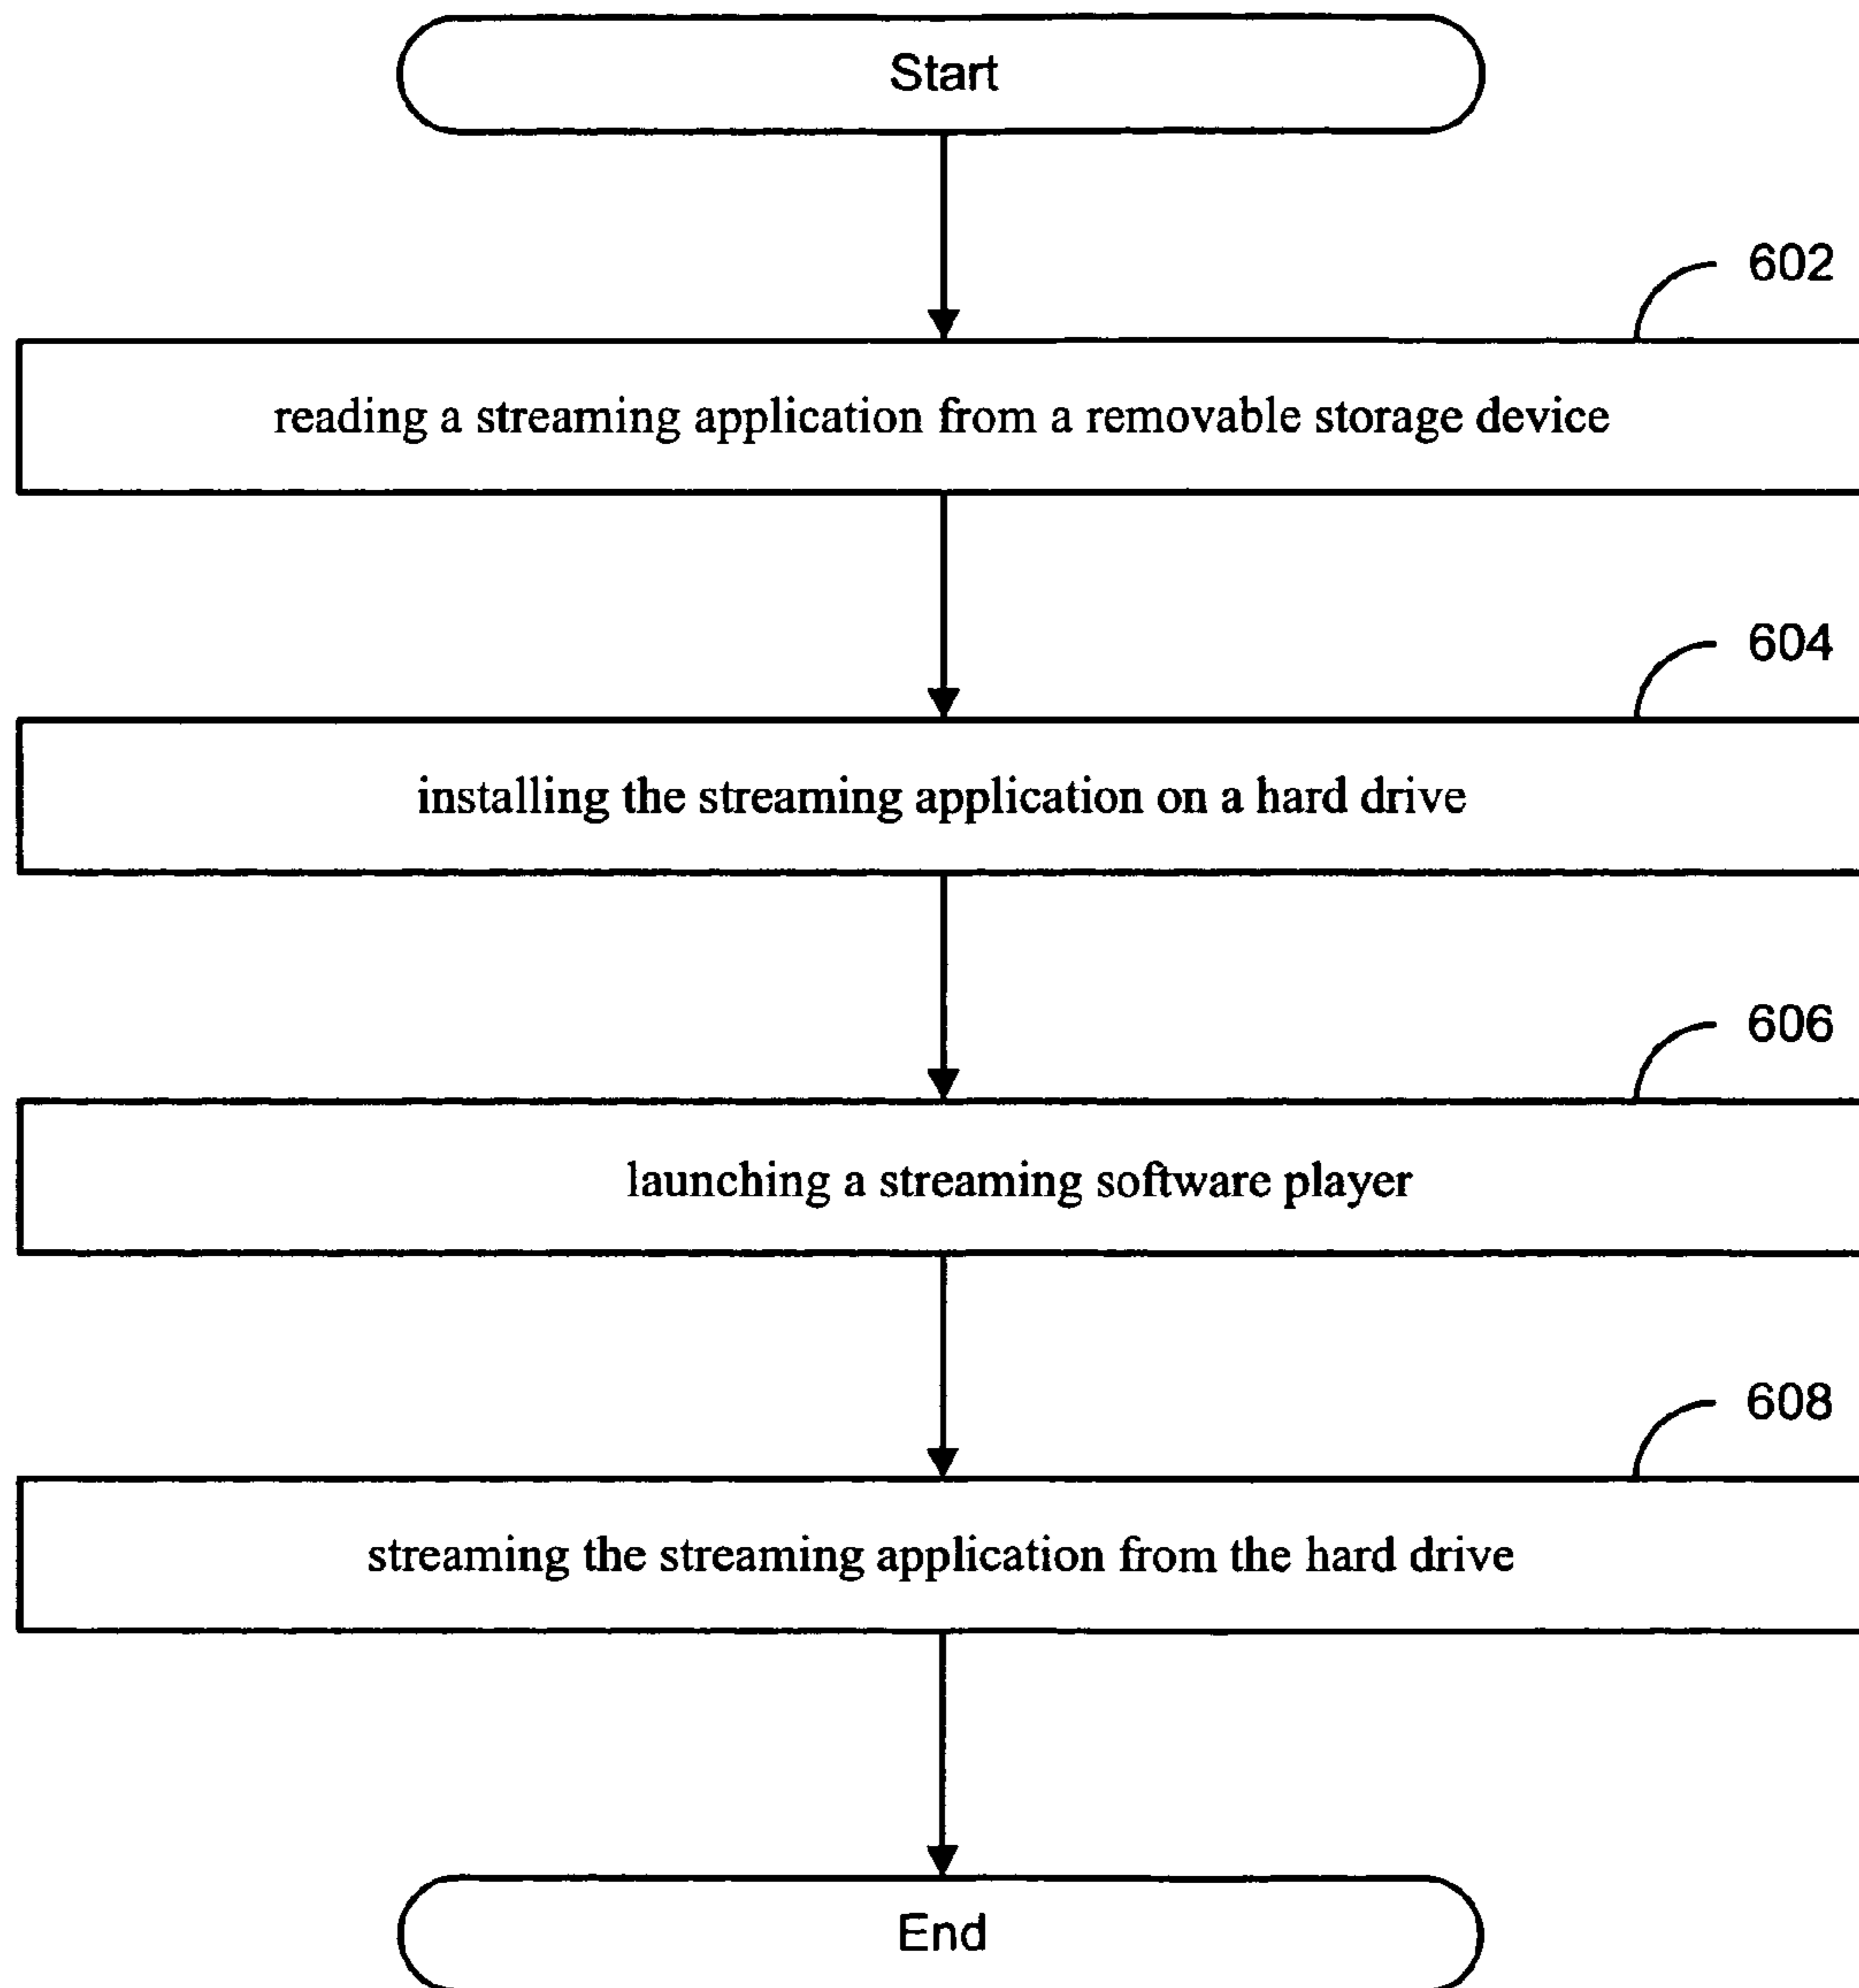 Start
602
reading a streaming application from a removable storage device
604
installing the streaming application on a hard drive
606
launching a streaming software player
608
streaming the streaming application from the hard drive
End